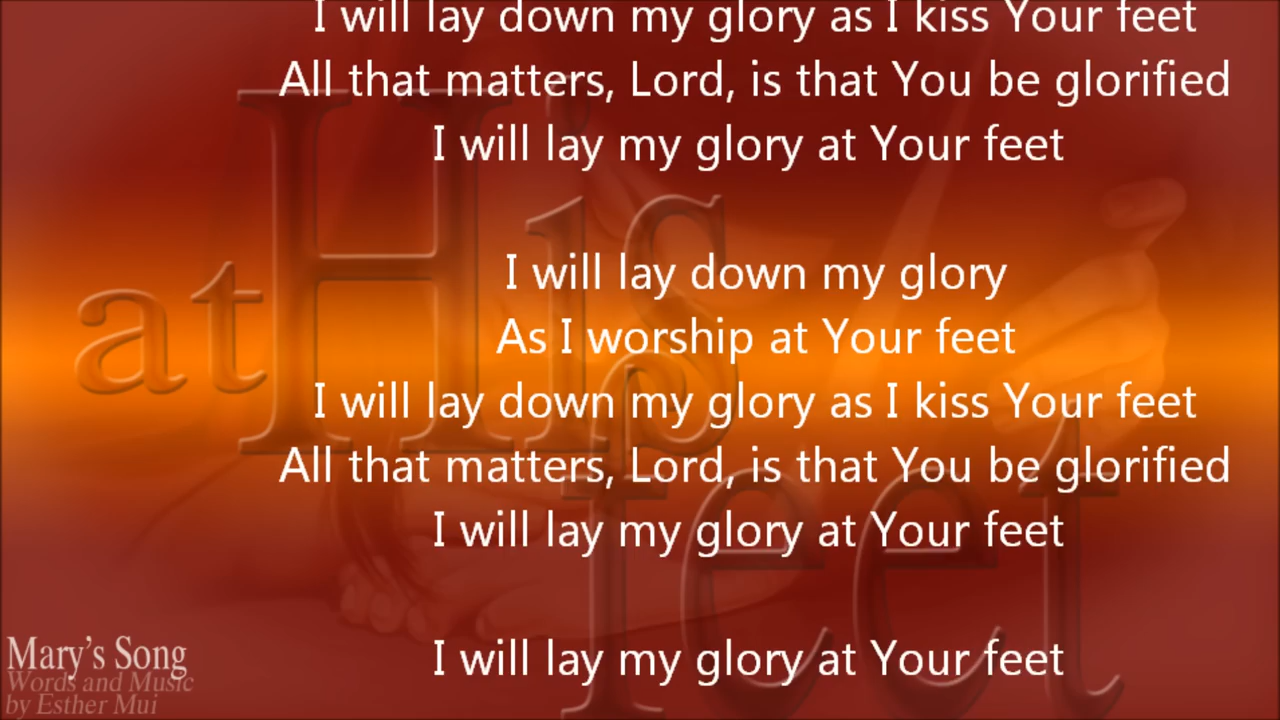 I will lay down my glory as I kiss Your feet
All that matters, Lord, is that You be glorified
I will lay my glory at Your feet
I will lay down my glory
As I worship at Your feet
I will lay down my glory as I kiss Your feet
All that matters, Lord, is that You be glorified
I will lay my glory at Your feet
I will lay my glory at Your feet
at His
feet
Mary's Song
Words and Music
by Esther Mui